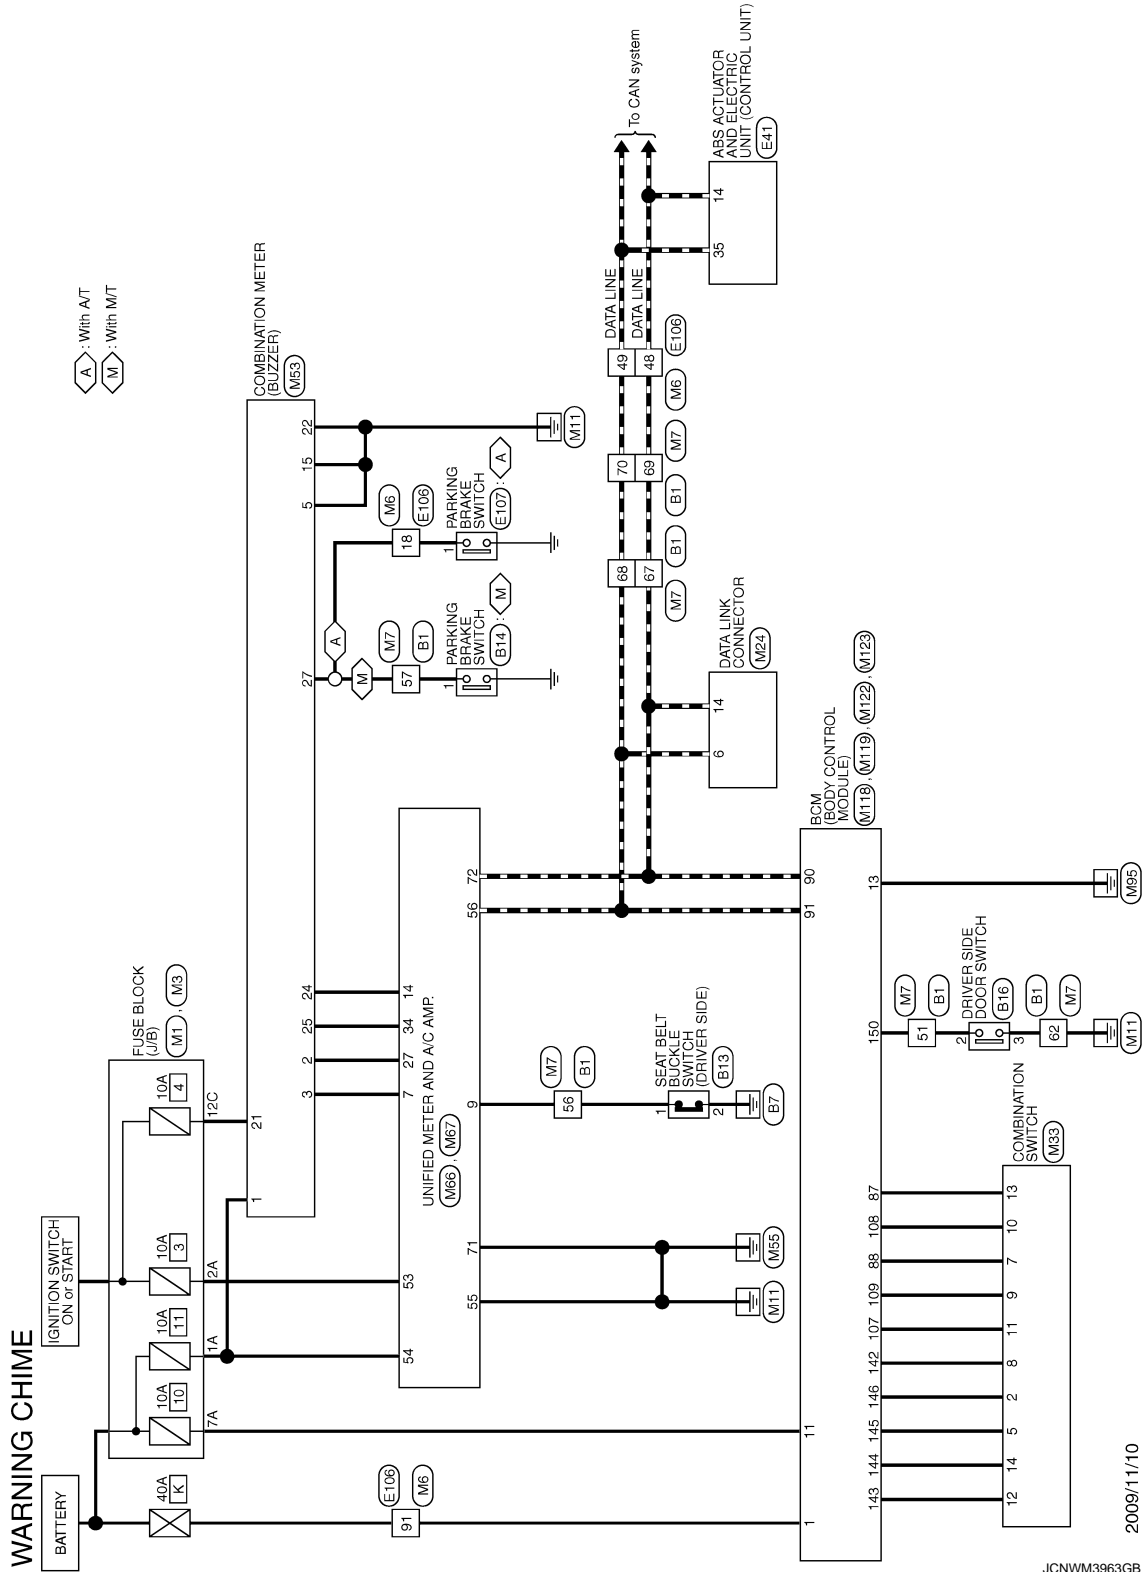 WARNING CHIME
BATTERY
IGNITION SWITCH
ON or START
40A
K
10A
10
10A
11
10A
3
10A
4
FUSE BLOCK
(J/B)
M1 , M3
7A
1A
2A
12C
A : With A/T
M : With M/T
1
21
3
2
25
24
27
5
15
22
COMBINATION METER
(BUZZER)
M53
A
M
57
M7
B1
18
M6
E106
1
PARKING
BRAKE
SWITCH
B14 : M
1
PARKING
BRAKE
SWITCH
E107 : A
M11
E106
91
M6
54
53
7
27
34
14
UNIFIED METER AND A/C AMP.
M66 , M67
55
71
9
56
72
M11
M55
M7
56
B1
1
2
SEAT BELT
BUCKLE
SWITCH
(DRIVER SIDE)
B13
B7
68
67
M7
B1
70
69
B1
M7
49
48
M6
E106
DATA LINE
DATA LINE
To CAN system
6
14
DATA LINK
CONNECTOR
M24
35
14
ABS ACTUATOR
AND ELECTRIC
UNIT (CONTROL UNIT)
E41
1
11
91
90
BCM
(BODY CONTROL
MODULE)
M118 , M119 , M122 , M123
143
144
145
146
142
107
109
88
108
87
150
13
12
14
5
2
8
11
9
7
10
13
COMBINATION
SWITCH
M33
51
M7
B1
2
3
DRIVER SIDE
DOOR SWITCH
B16
62
B1
M7
M11
M95
2009/11/10
JCNWM3963GB